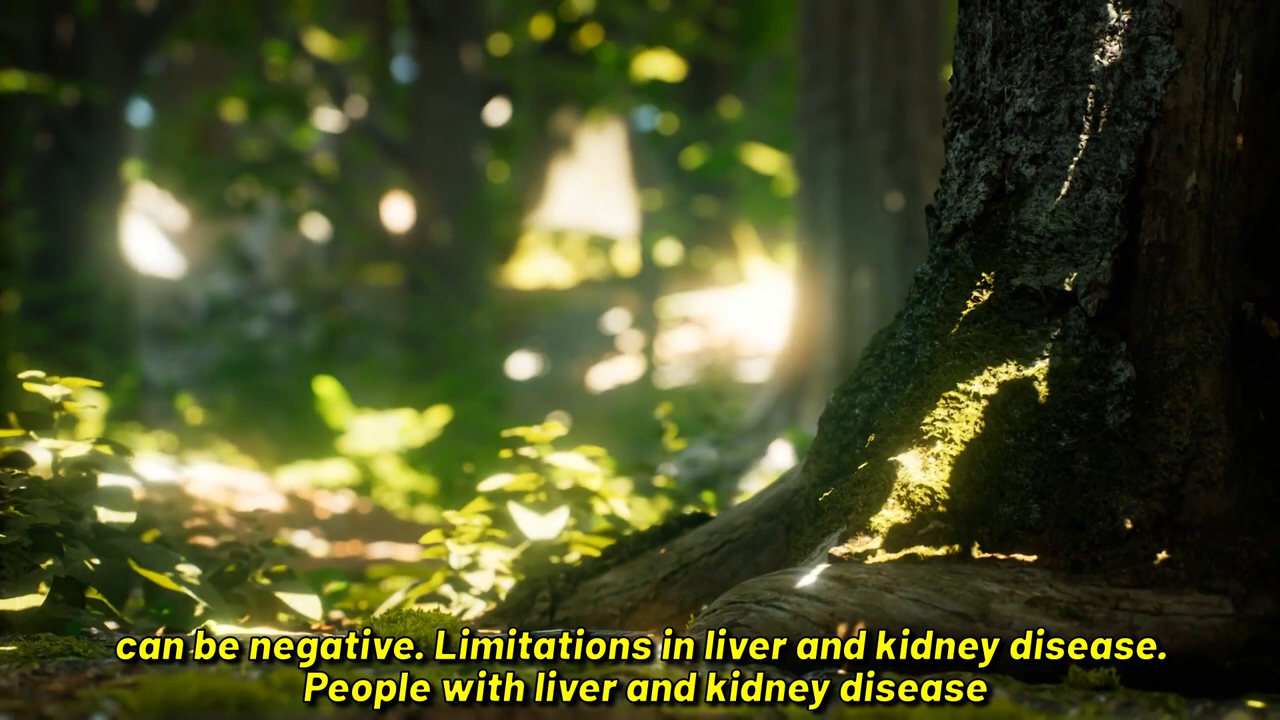 can be negative. Limitations in liver and kidney disease.
People with liver and kidney disease